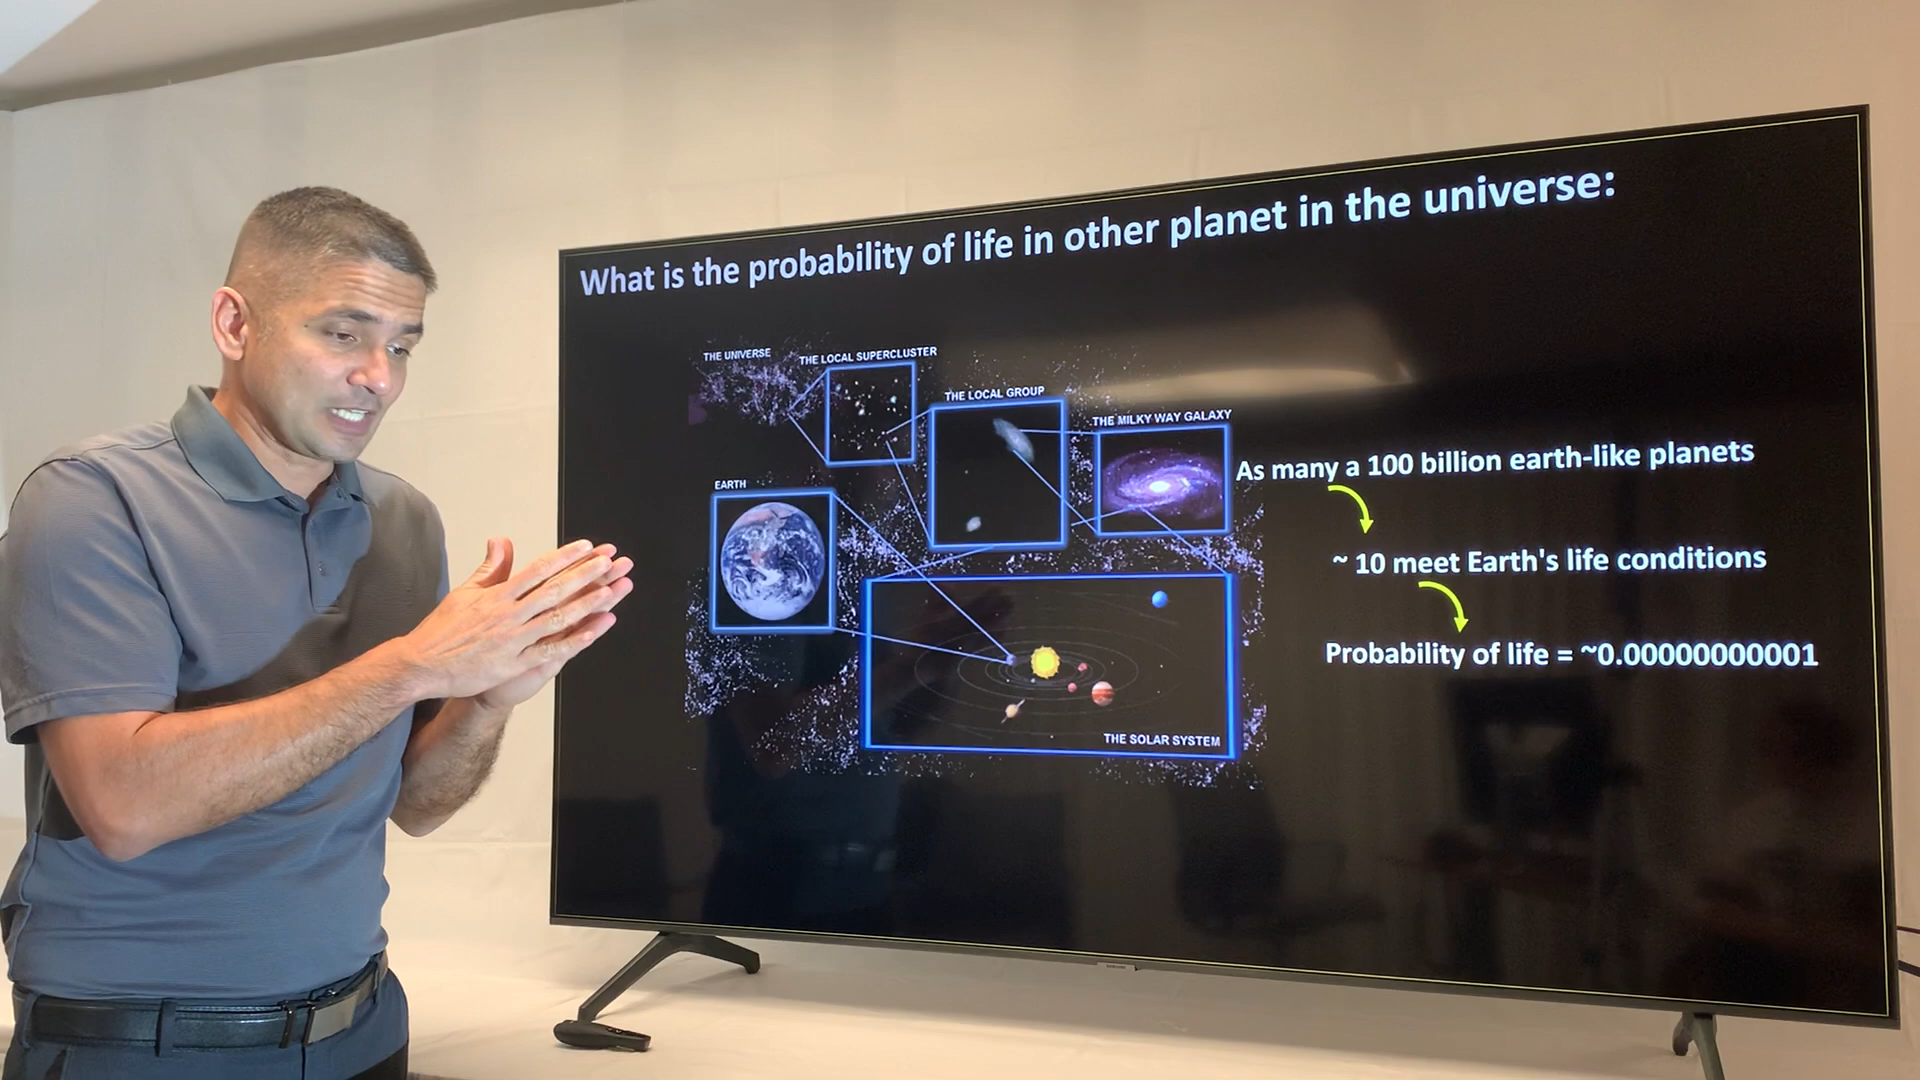 What is the probability of life in other planet in the universe:
THE UNIVERSE
THE LOCAL SUPERCLUSTER
THE LOCAL GROUP
THE MILKY WAY GALAXY
EARTH
THE SOLAR SYSTEM
As many a 100 billion earth-like planets
~ 10 meet Earth's life conditions
Probability of life = ~0.00000000001